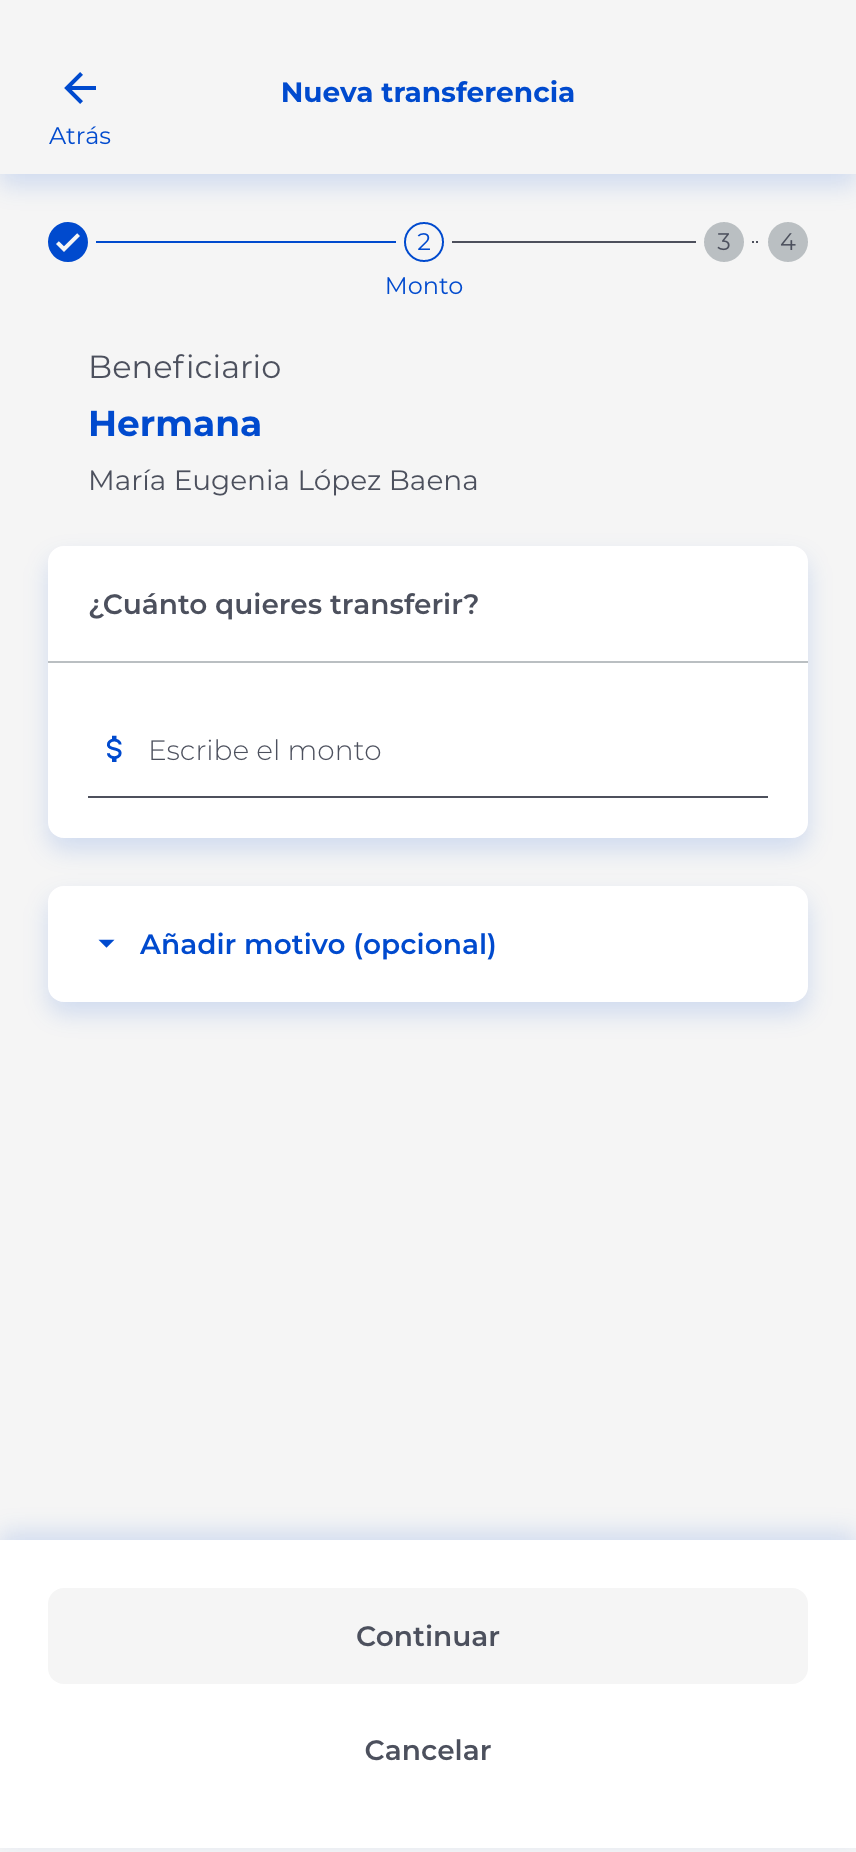 Nueva transferencia
Atrás
2
3
4
Monto
Beneficiario
Hermana
María Eugenia López Baena
¿Cuánto quieres transferir?
$ Escribe el monto
Añadir motivo (opcional)
Continuar
Cancelar